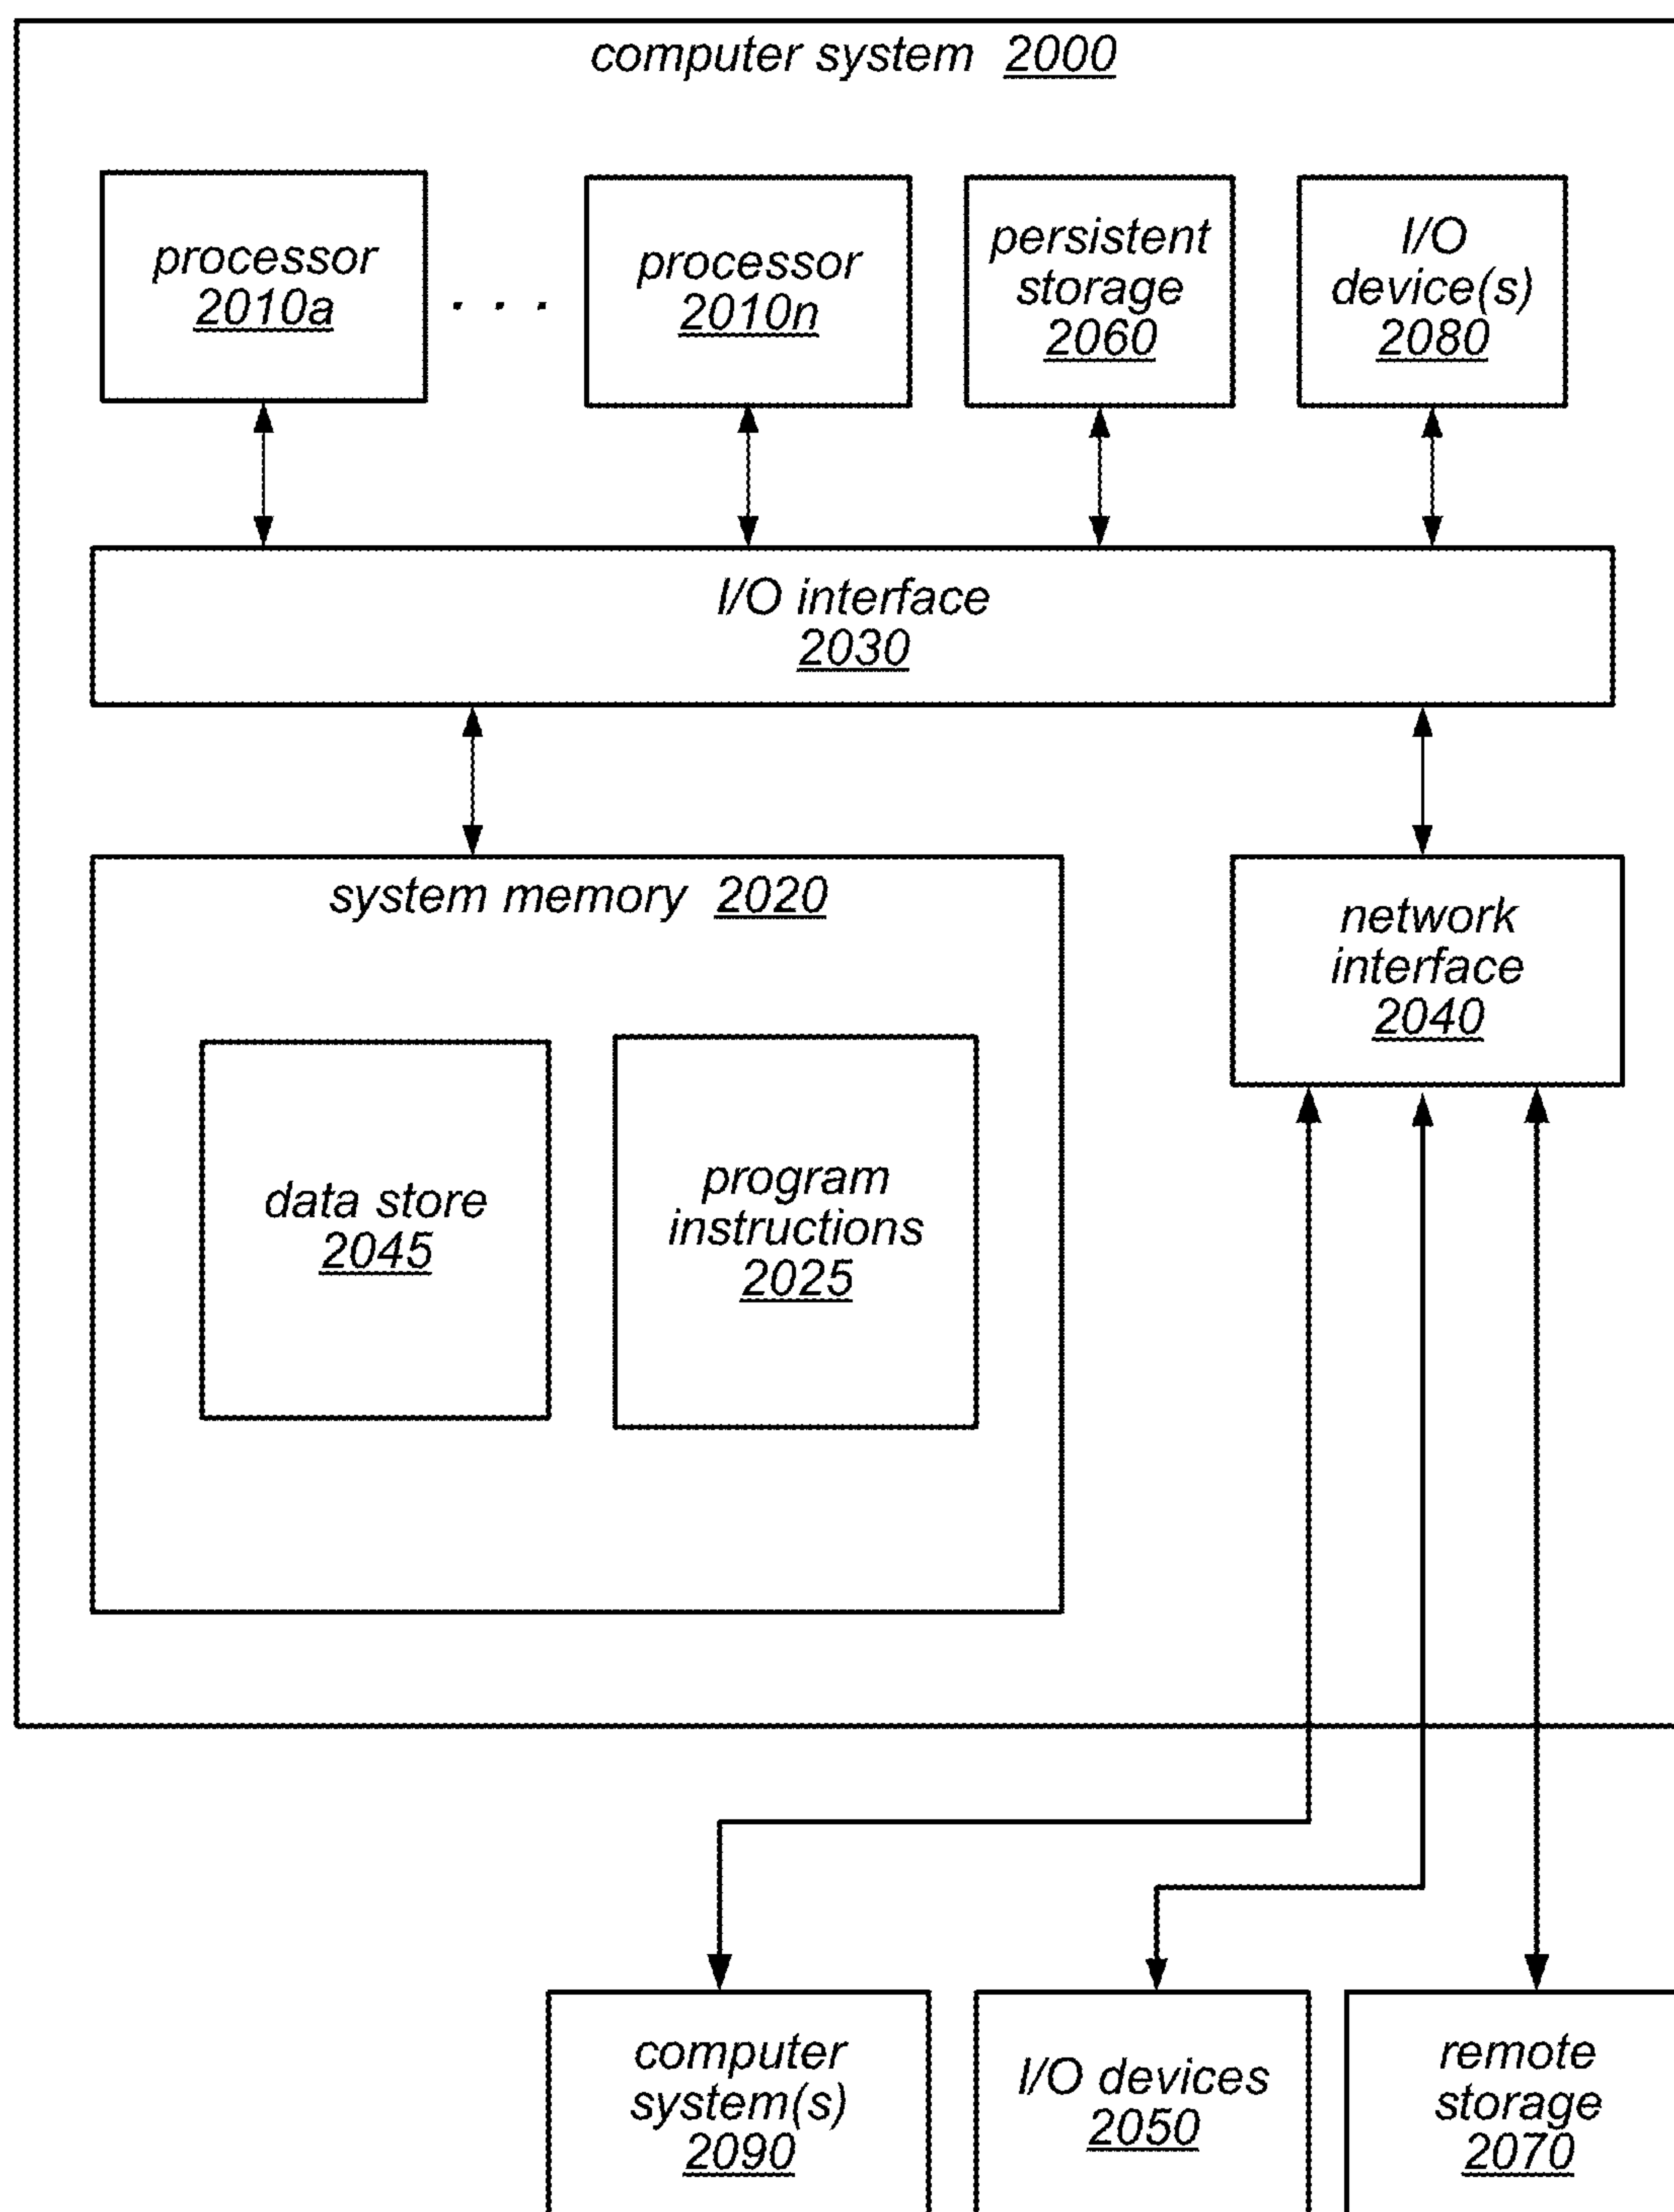 computer system 2000
processor
2010a
. . .
processor
2010n
persistent
storage
2060
I/O
device(s)
2080
I/O interface
2030
system memory 2020
data store
2045
program
instructions
2025
network
interface
2040
computer
system(s)
2090
I/O devices
2050
remote
storage
2070